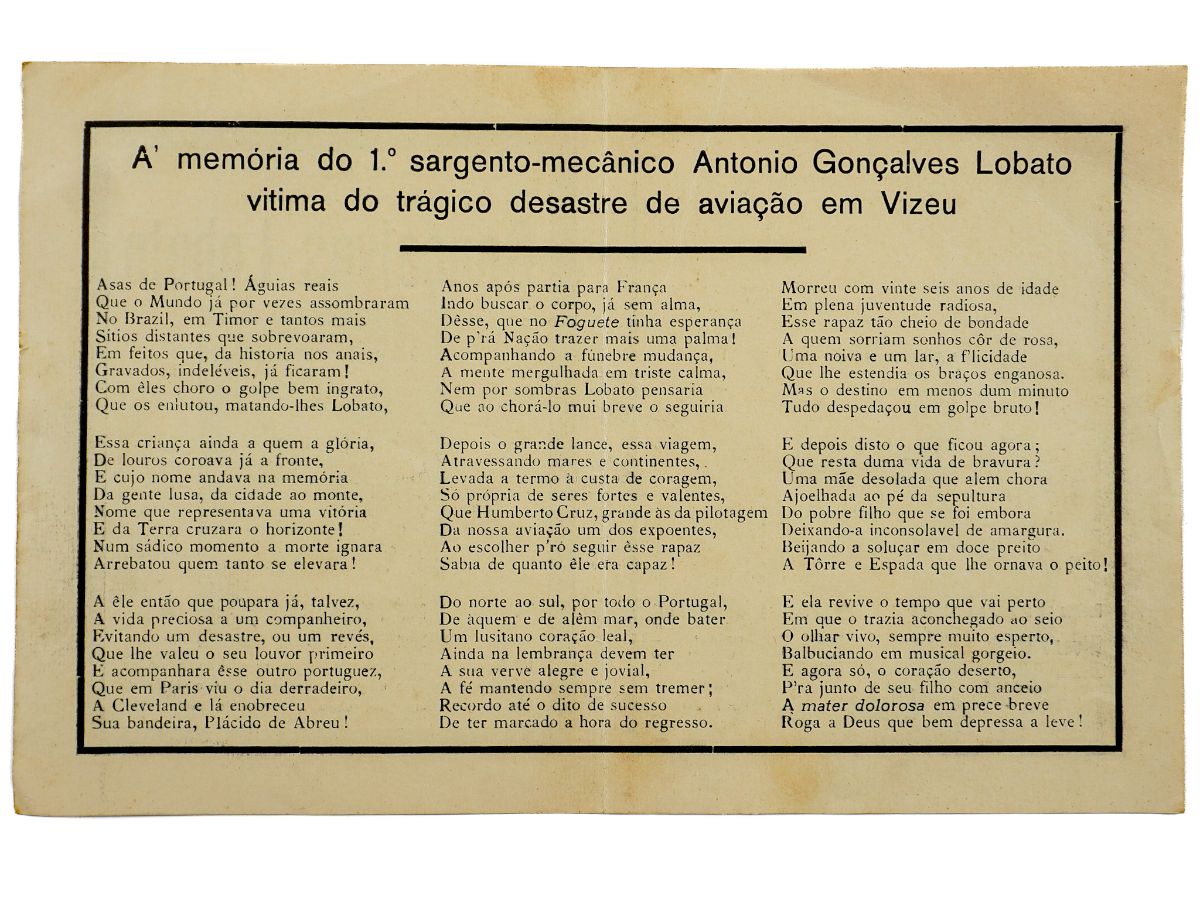 A' memória do 1.º sargento-mecânico Antonio Gonçalves Lobato
vitima do trágico desastre de aviação em Vizeu
Asas de Portugal! Águias reais
Que o Mundo já por vezes assombraram
No Brazil, em Timor e tantos mais
Sítios distantes que sobrevoaram,
Em feitos que, da historia nos anais,
Gravados, indeléveis, já ficaram!
Com êles choro o golpe bem ingrato,
Que os enlutou, matando-lhes Lobato,
Essa criança ainda a quem a glória,
De louros coroava já a fronte,
E cujo nome andava na memória
Da gente lusa, da cidade ao monte,
Nome que representava uma vitória
E da Terra cruzara o horizonte!
Num sádico momento a morte ignara
Arrebatou quem tanto se elevara!
A êle então que poupara já, talvez,
A vida preciosa a um companheiro,
Evitando um desastre, ou um revés,
Que lhe valeu o seu louvor primeiro
E acompanhara êsse outro portuguez,
Que em Paris viu o dia derradeiro,
A Cleveland e lá enobreceu
Sua bandeira, Plácido de Abreu!
Anos após partia para França
Indo buscar o corpo, já sem alma,
Dêsse, que no Foguete tinha esperança
De p'rá Nação trazer mais uma palma!
Acompanhando a fúnebre mudança,
A mente mergulhada em triste calma,
Nem por sombras Lobato pensaria
Que ao chorá-lo mui breve o seguiria
Depois o grande lance, essa viagem,
Atravessando mares e continentes,.
Levada a termo à custa de coragem,
Só própria de seres fortes e valentes,
Que Humberto Cruz, grande às da pilotagem
Da nossa aviação um dos expoentes,
Ao escolher p'ró seguir êsse rapaz
Sabia de quanto êle era capaz!
Do norte ao sul, por todo o Portugal,
De àquem e de alêm mar, onde bater
Um lusitano coração leal,
Ainda na lembrança devem ter
A sua verve alegre e jovial,
A fé mantendo sempre sem tremer;
Recordo até o dito de sucesso
De ter marcado a hora do regresso.
Morreu com vinte seis anos de idade
Em plena juventude radiosa,
Esse rapaz tão cheio de bondade
A quem sorriam sonhos côr de rosa,
Uma noiva e um lar, a f'licidade
Que lhe estendia os braços enganosa.
Mas o destino em menos dum minuto
Tudo despedaçou em golpe bruto!
E depois disto o que ficou agora;
Que resta duma vida de bravura?
Uma mãe desolada que alem chora
Ajoelhada ao pé da sepultura
Do pobre filho que se foi embora
Deixando-a inconsolavel de amargura.
Beijando a soluçar em doce preito
A Tôrre e Espada que lhe ornava o peito!
E ela revive o tempo que vai perto
Em que o trazia aconchegado ao seio
O olhar vivo, sempre muito esperto,
Balbuciando em musical gorgeio.
E agora só, o coração deserto,
P'ra junto de seu filho com anceio
A mater dolorosa em prece breve
Roga a Deus que bem depressa a leve!